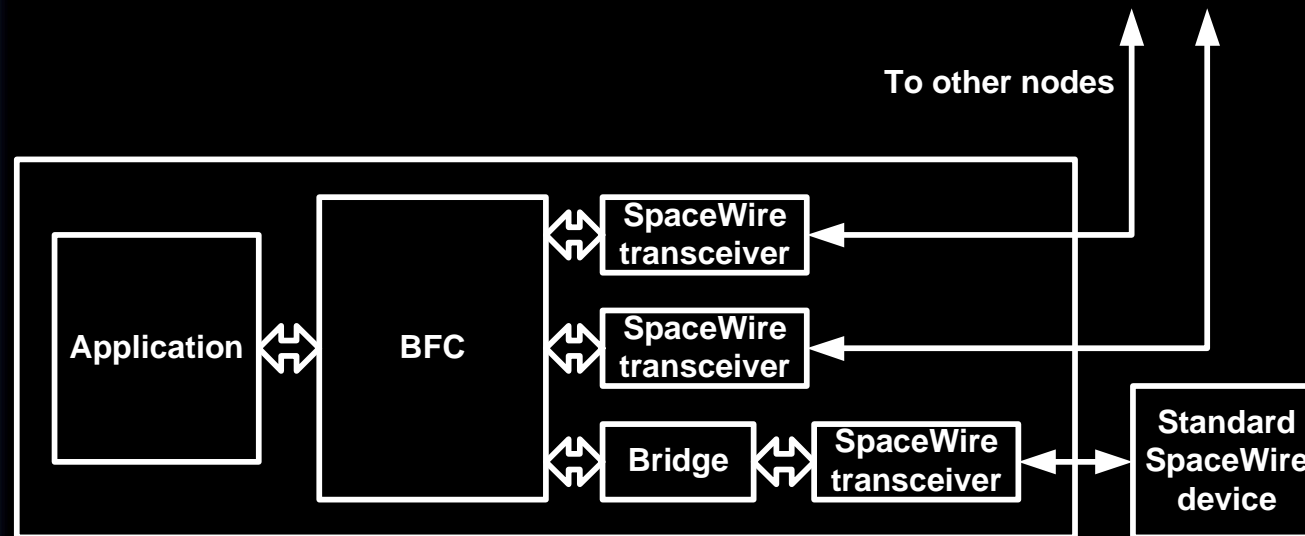 To other nodes
SpaceWire
transceiver
Application
BFC
SpaceWire
transceiver
Bridge
SpaceWire
transceiver
Standard
SpaceWire
device